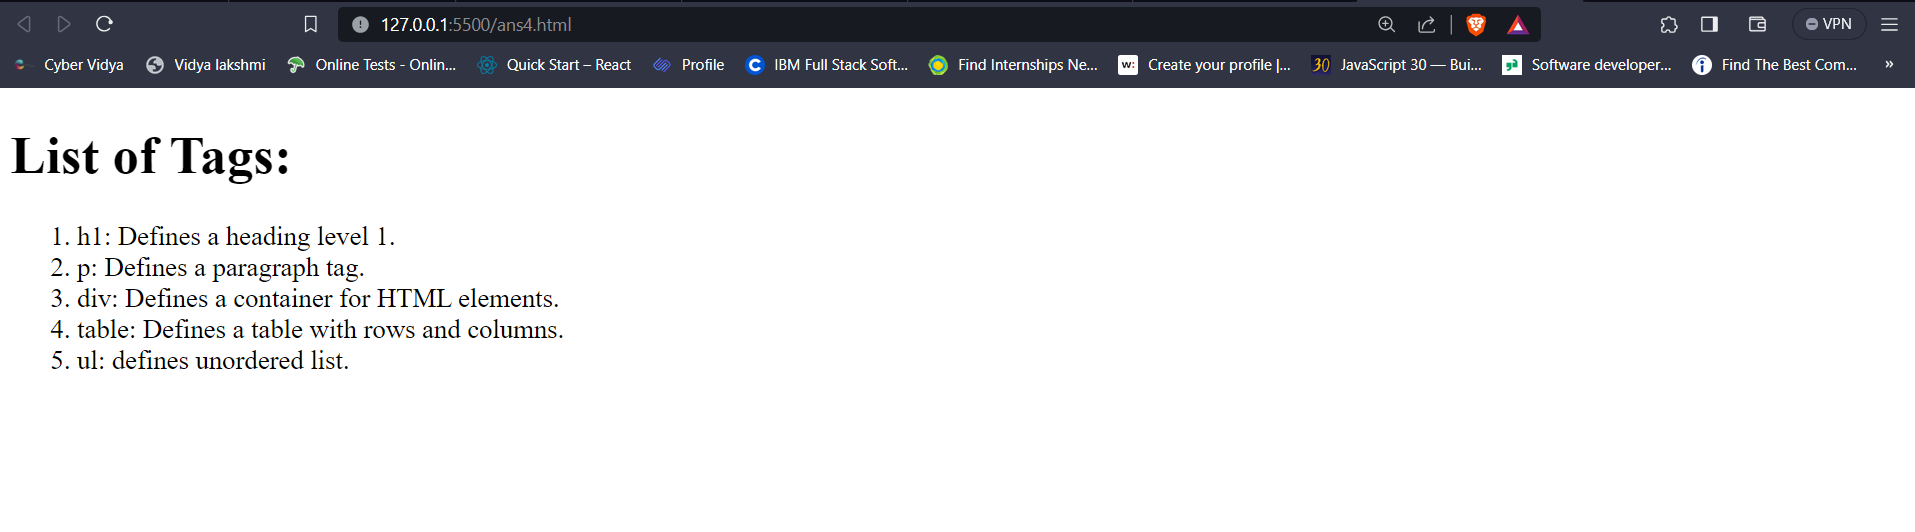 127.0.0.1:5500/ans4.html
VPN
Cyber Vidya
Vidya lakshmi
Online Tests - Onlin...
Quick Start – React
Profile
C
IBM Full Stack Soft...
Find Internships Ne...
w:
Create your profile |...
30
JavaScript 30 — Bui...
Software developer...
Find The Best Com...
»
List of Tags:
1. h1: Defines a heading level 1.
2. p: Defines a paragraph tag.
3. div: Defines a container for HTML elements.
4. table: Defines a table with rows and columns.
5. ul: defines unordered list.